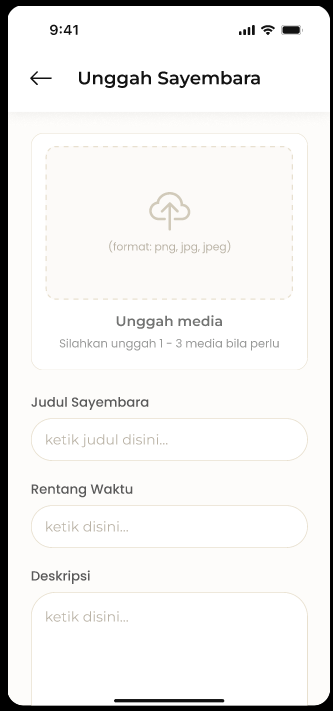 9:41
Unggah Sayembara
(format: png, jpg, jpeg)
Unggah media
Silahkan unggah 1 - 3 media bila perlu
Judul Sayembara
ketik judul disini...
Rentang Waktu
ketik disini...
Deskripsi
ketik disini...